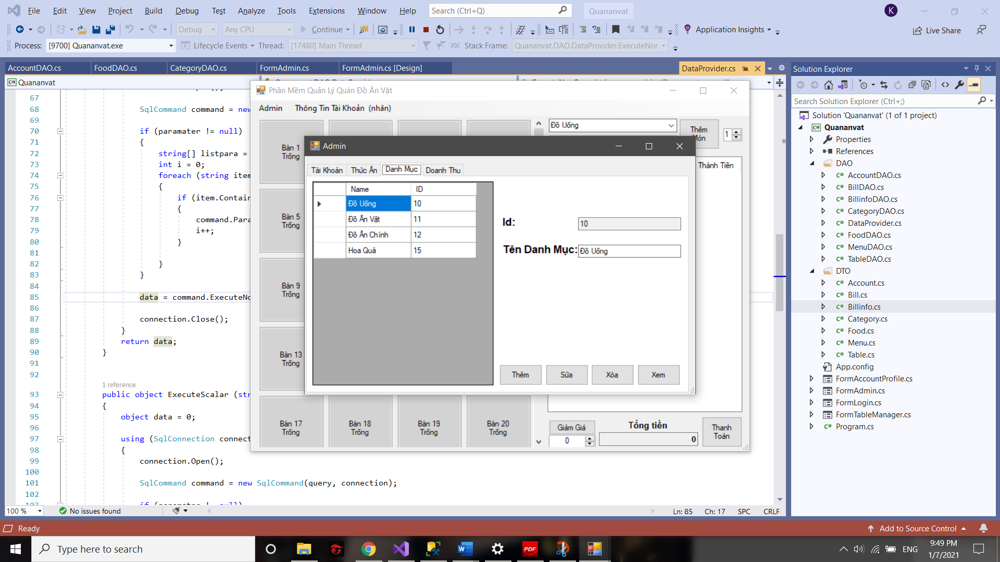 File Edit View Project Build Debug Test Analyze Tools Extensions Window Help Search (Ctrl+Q) Quananvat K
Debug Any CPU Continue Application Insights Live Share
Process: [9700] Quananvat.exe Lifecycle Events Thread: [17480] Main Thread Stack Frame: Quananvat.DAO.DataProvider.ExecuteNor
AccountDAO.cs FoodDAO.cs CategoryDAO.cs FormAdmin.cs FormAdmin.cs [Design] DataProvider.cs
Quananvat
67
68 SqlCommand command = new
69
70 if (paramater != null)
71 {
72 string[] listpara =
73 int i = 0;
74 foreach (string item
75 {
76 if (item.Contain
77 {
78 command.Para
79 i++;
80 }
81
82 }
83 }
84
85 data = command.ExecuteNo
86
87 connection.Close();
88 }
89 return data;
90 }
91
92
1 reference
93 public object ExecuteScalar (str
94 {
95 object data = 0;
96
97 using (SqlConnection connect
98 {
99 connection.Open();
100
101 SqlCommand command = new SqlCommand(query, connection);
102
100 % No issues found Ln: 85 Ch: 17 SPC CRLF
Phần Mềm Quản Lý Quán Đồ Ăn Vặt
Admin Thông Tin Tài Khoản (nhân)
Bàn 1
Trống
Bàn 5
Trống
Bàn 9
Trống
Bàn 13
Trống
Bàn 17
Trống
Bàn 18
Trống
Bàn 19
Trống
Bàn 20
Trống
Đồ Uống
Thêm
Món
1
Thành Tiền
Giảm Giá
0
Tổng tiền
0
Thanh
Toán
Admin
Tài Khoản Thức Ăn Danh Mục Doanh Thu
Name ID
Đồ Uống 10
Đồ Ăn Vặt 11
Đồ Ăn Chính 12
Hoa Quả 15
Id: 10
Tên Danh Mục: Đồ Uống
Thêm Sửa Xóa Xem
Solution Explorer
Search Solution Explorer (Ctrl+;)
Solution 'Quananvat' (1 of 1 project)
Quananvat
Properties
References
DAO
AccountDAO.cs
BillDAO.cs
BillinfoDAO.cs
CategoryDAO.cs
DataProvider.cs
FoodDAO.cs
MenuDAO.cs
TableDAO.cs
DTO
Account.cs
Bill.cs
Billinfo.cs
Category.cs
Food.cs
Menu.cs
Table.cs
App.config
FormAccountProfile.cs
FormAdmin.cs
FormLogin.cs
FormTableManager.cs
Program.cs
Ready Add to Source Control
Type here to search
PDF
ENG
9:49 PM
1/7/2021